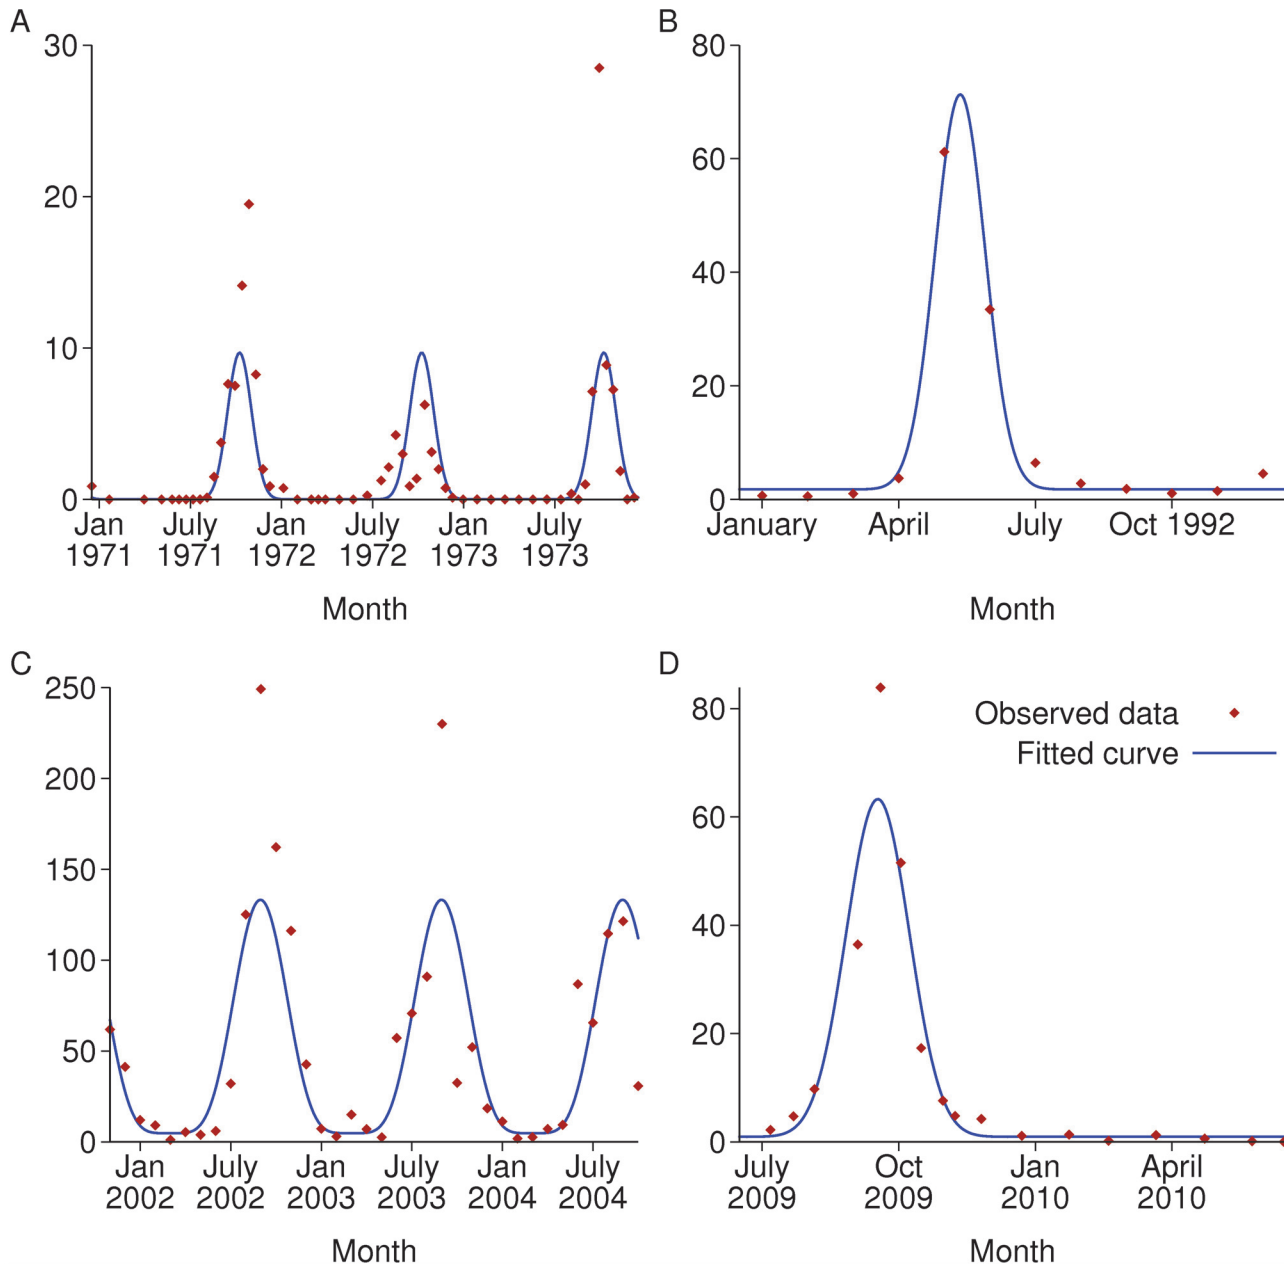 A
30
20
10
0
Jan July Jan July Jan July
1971 1971 1972 1972 1973 1973
Month
B
80
60
40
20
0
January April July Oct 1992
Month
C
250
200
150
100
50
0
Jan July Jan July Jan July
2002 2002 2003 2003 2004 2004
Month
D
Observed data
Fitted curve
80
60
40
20
0
July Oct Jan April
2009 2009 2010 2010
Month